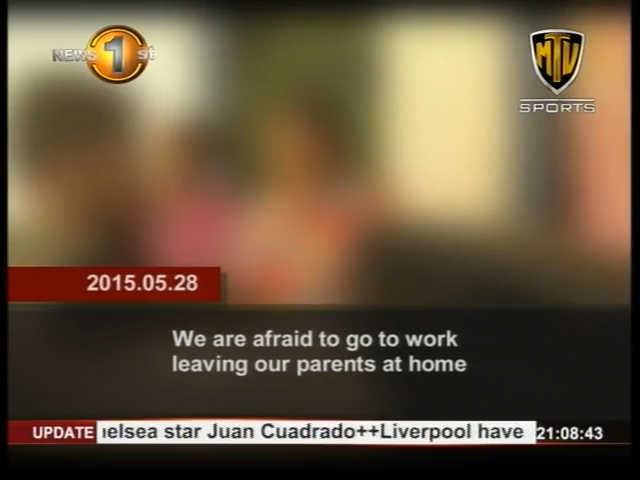 NEWS 1st
MTV
SPORTS
2015.05.28
We are afraid to go to work
leaving our parents at home
UPDATE elsea star Juan Cuadrado++Liverpool have 21:08:43